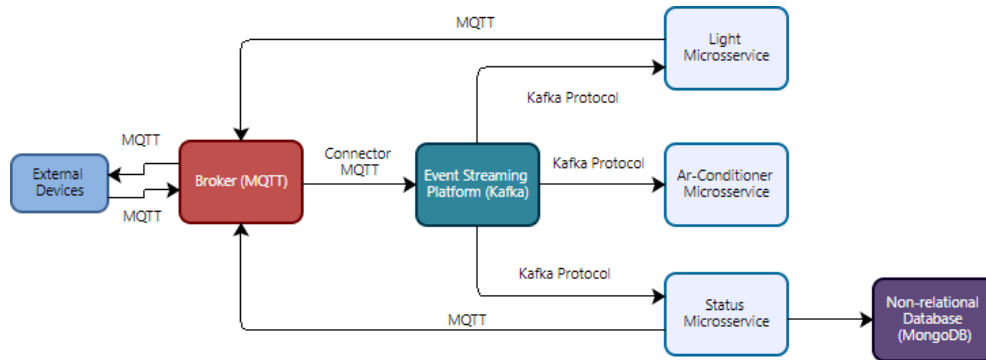 MQTT
Light
Microsservice
Kafka Protocol
MQTT
Connector
MQTT
Kafka Protocol
External
Devices
Broker (MQTT)
Event Streaming
Platform (Kafka)
Ar-Conditioner
Microsservice
MQTT
Kafka Protocol
MQTT
Status
Microsservice
Non-relational
Database
(MongoDB)